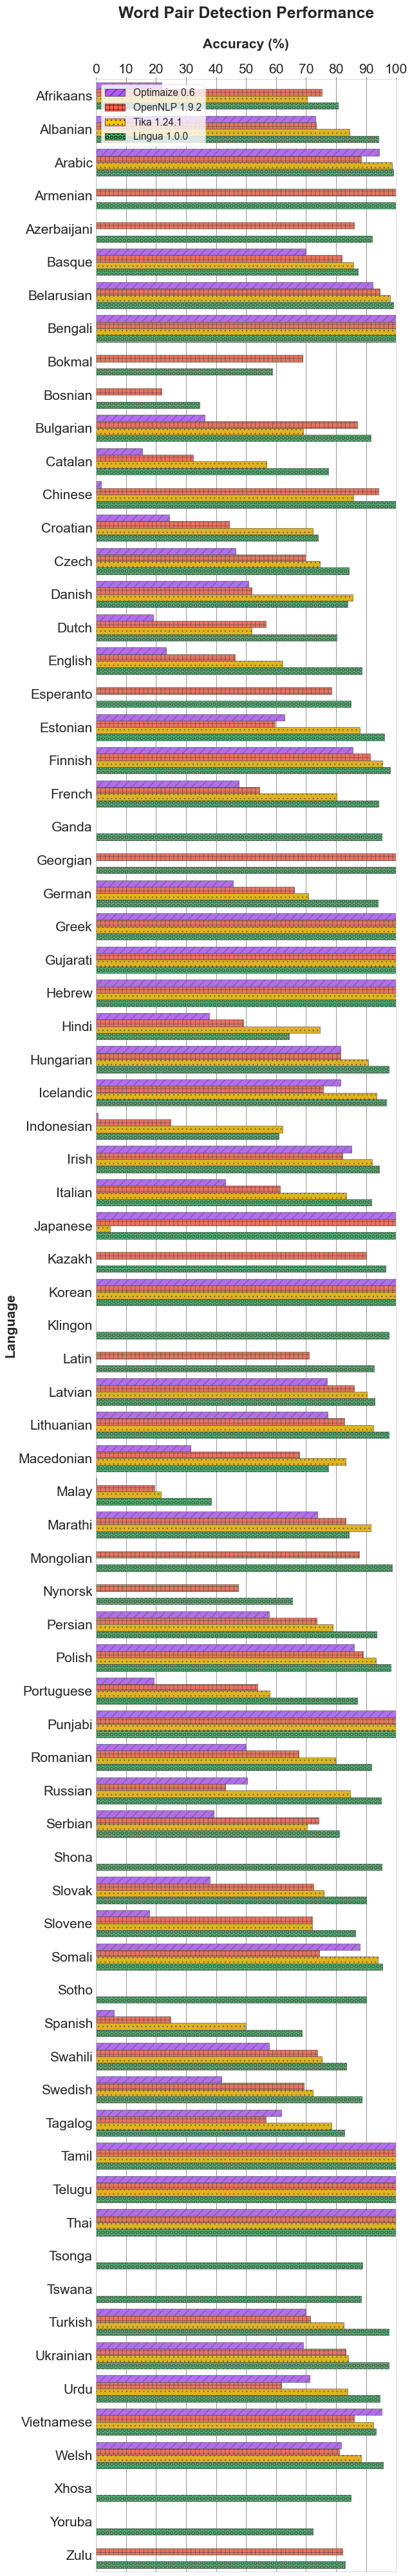 Word Pair Detection Performance
Accuracy (%)
0 10 20 30 40 50 60 70 80 90 100
Optimaize 0.6
OpenNLP 1.9.2
Tika 1.24.1
Lingua 1.0.0
Language
Afrikaans
Albanian
Arabic
Armenian
Azerbaijani
Basque
Belarusian
Bengali
Bokmal
Bosnian
Bulgarian
Catalan
Chinese
Croatian
Czech
Danish
Dutch
English
Esperanto
Estonian
Finnish
French
Ganda
Georgian
German
Greek
Gujarati
Hebrew
Hindi
Hungarian
Icelandic
Indonesian
Irish
Italian
Japanese
Kazakh
Korean
Klingon
Latin
Latvian
Lithuanian
Macedonian
Malay
Marathi
Mongolian
Nynorsk
Persian
Polish
Portuguese
Punjabi
Romanian
Russian
Serbian
Shona
Slovak
Slovene
Somali
Sotho
Spanish
Swahili
Swedish
Tagalog
Tamil
Telugu
Thai
Tsonga
Tswana
Turkish
Ukrainian
Urdu
Vietnamese
Welsh
Xhosa
Yoruba
Zulu